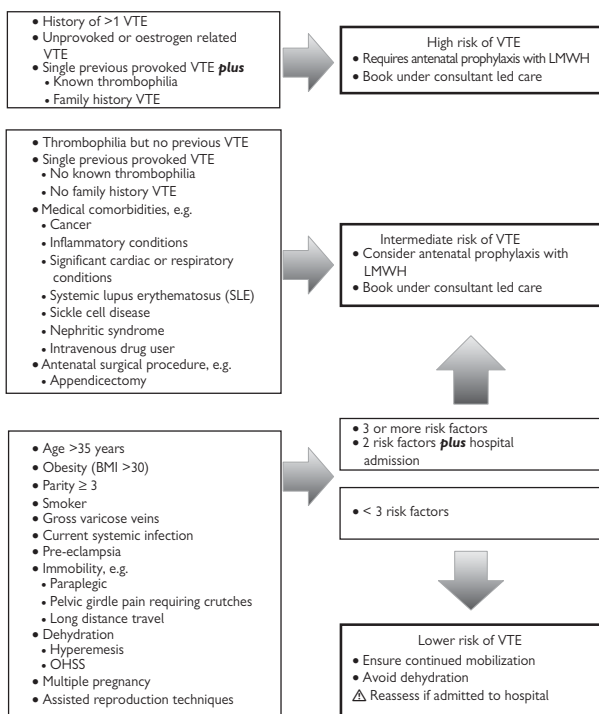 • History of >1 VTE
• Unprovoked or oestrogen related
VTE
• Single previous provoked VTE plus
• Known thrombophilia
• Family history VTE
High risk of VTE
• Requires antenatal prophylaxis with LMWH
• Book under consultant led care
• Thrombophilia but no previous VTE
• Single previous provoked VTE
• No known thrombophilia
• No family history VTE
• Medical comorbidities, e.g.
• Cancer
• Inflammatory conditions
• Significant cardiac or respiratory
conditions
• Systemic lupus erythematosus (SLE)
• Sickle cell disease
• Nephritic syndrome
• Intravenous drug user
• Antenatal surgical procedure, e.g.
• Appendicectomy
Intermediate risk of VTE
• Consider antenatal prophylaxis with
LMWH
• Book under consultant led care
• Age >35 years
• Obesity (BMI >30)
• Parity ≥ 3
• Smoker
• Gross varicose veins
• Current systemic infection
• Pre-eclampsia
• Immobility, e.g.
• Paraplegic
• Pelvic girdle pain requiring crutches
• Long distance travel
• Dehydration
• Hyperemesis
• OHSS
• Multiple pregnancy
• Assisted reproduction techniques
• 3 or more risk factors
• 2 risk factors plus hospital
admission
• < 3 risk factors
Lower risk of VTE
• Ensure continued mobilization
• Avoid dehydration
⚠ Reassess if admitted to hospital